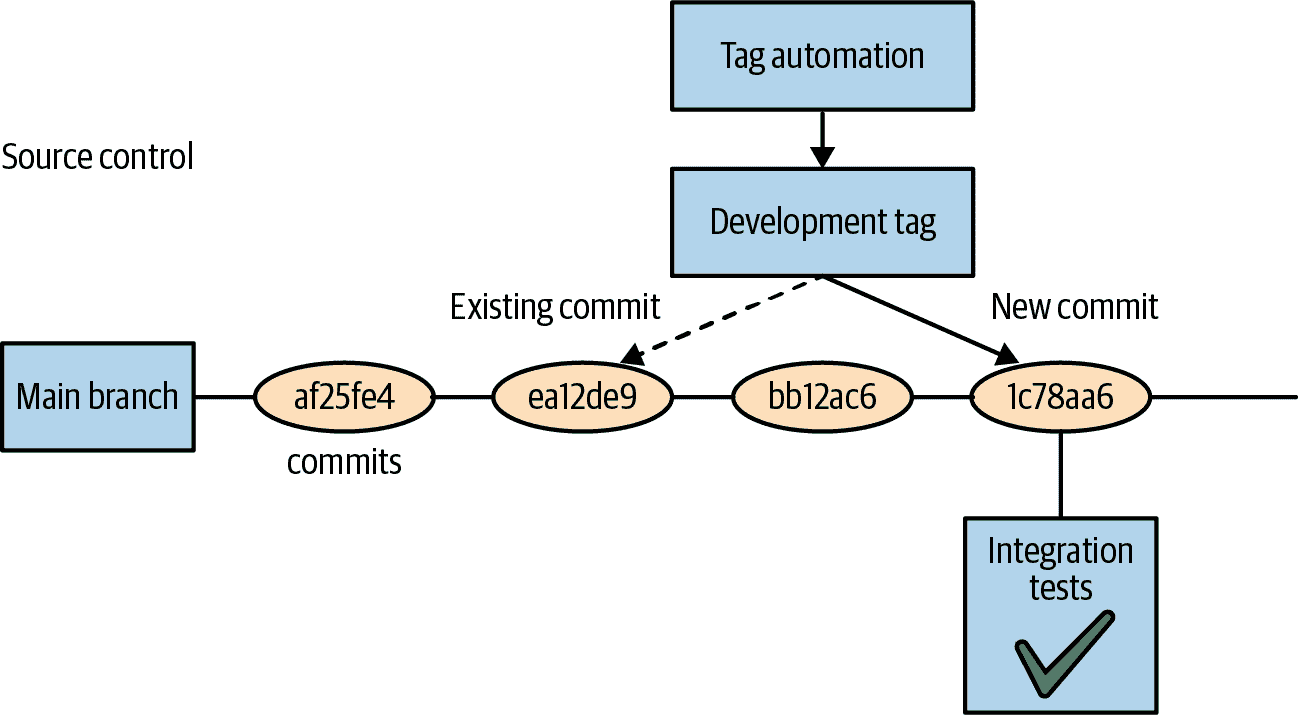 Tag automation
Source control
Development tag
Existing commit
New commit
Main branch
af25fe4
ea12de9
bb12ac6
1c78aa6
commits
Integration
tests